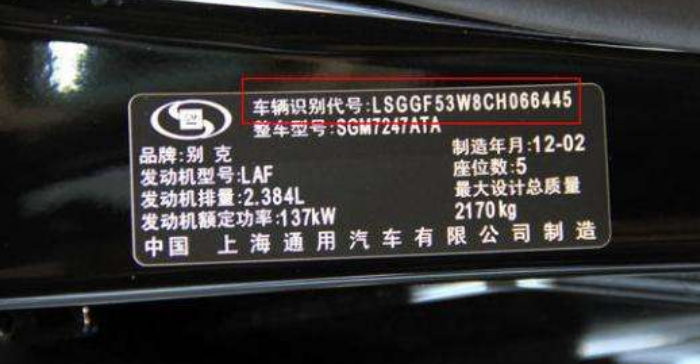 车辆识别代号:LSGGF53W8CH066445
整车型号:SGM7247ATA
品牌:别克
制造年月:12-02
发动机型号:LAF
座位数:5
发动机排量:2.384L
最大设计总质量
发动机额定功率:137kW
2170kg
中国 上海通用汽车有限公司制造